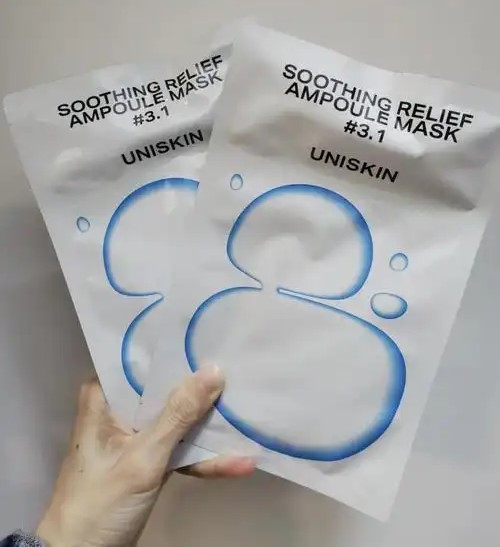 SOOTHING RELIEF
AMPOULE MASK
#3.1
UNISKIN
SOOTHING RELIEF
AMPOULE MASK
#3.1
UNISKIN